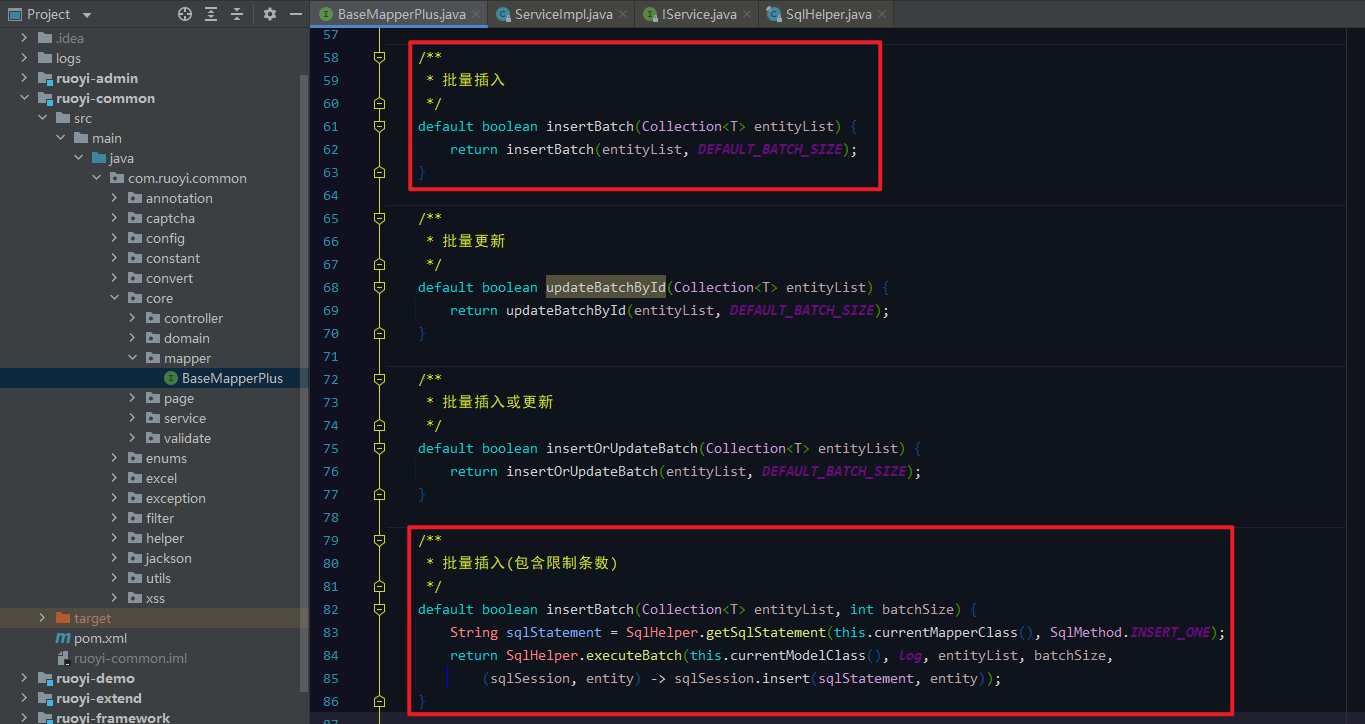 Project
BaseMapperPlus.java
ServiceImpl.java
IService.java
SqlHelper.java
.idea
logs
ruoyi-admin
ruoyi-common
src
main
java
com.ruoyi.common
annotation
captcha
config
constant
convert
core
controller
domain
mapper
BaseMapperPlus
page
service
validate
enums
excel
exception
filter
helper
jackson
utils
xss
target
pom.xml
ruoyi-common.iml
ruoyi-demo
ruoyi-extend
ruoyi-framework
57
58 /**
59 * 批量插入
60 */
61 default boolean insertBatch(Collection<T> entityList) {
62 return insertBatch(entityList, DEFAULT_BATCH_SIZE);
63 }
64
65 /**
66 * 批量更新
67 */
68 default boolean updateBatchById(Collection<T> entityList) {
69 return updateBatchById(entityList, DEFAULT_BATCH_SIZE);
70 }
71
72 /**
73 * 批量插入或更新
74 */
75 default boolean insertOrUpdateBatch(Collection<T> entityList) {
76 return insertOrUpdateBatch(entityList, DEFAULT_BATCH_SIZE);
77 }
78
79 /**
80 * 批量插入(包含限制条数)
81 */
82 default boolean insertBatch(Collection<T> entityList, int batchSize) {
83 String sqlStatement = SqlHelper.getSqlStatement(this.currentMapperClass(), SqlMethod.INSERT_ONE);
84 return SqlHelper.executeBatch(this.currentModelClass(), log, entityList, batchSize,
85 (sqlSession, entity) -> sqlSession.insert(sqlStatement, entity));
86 }
87